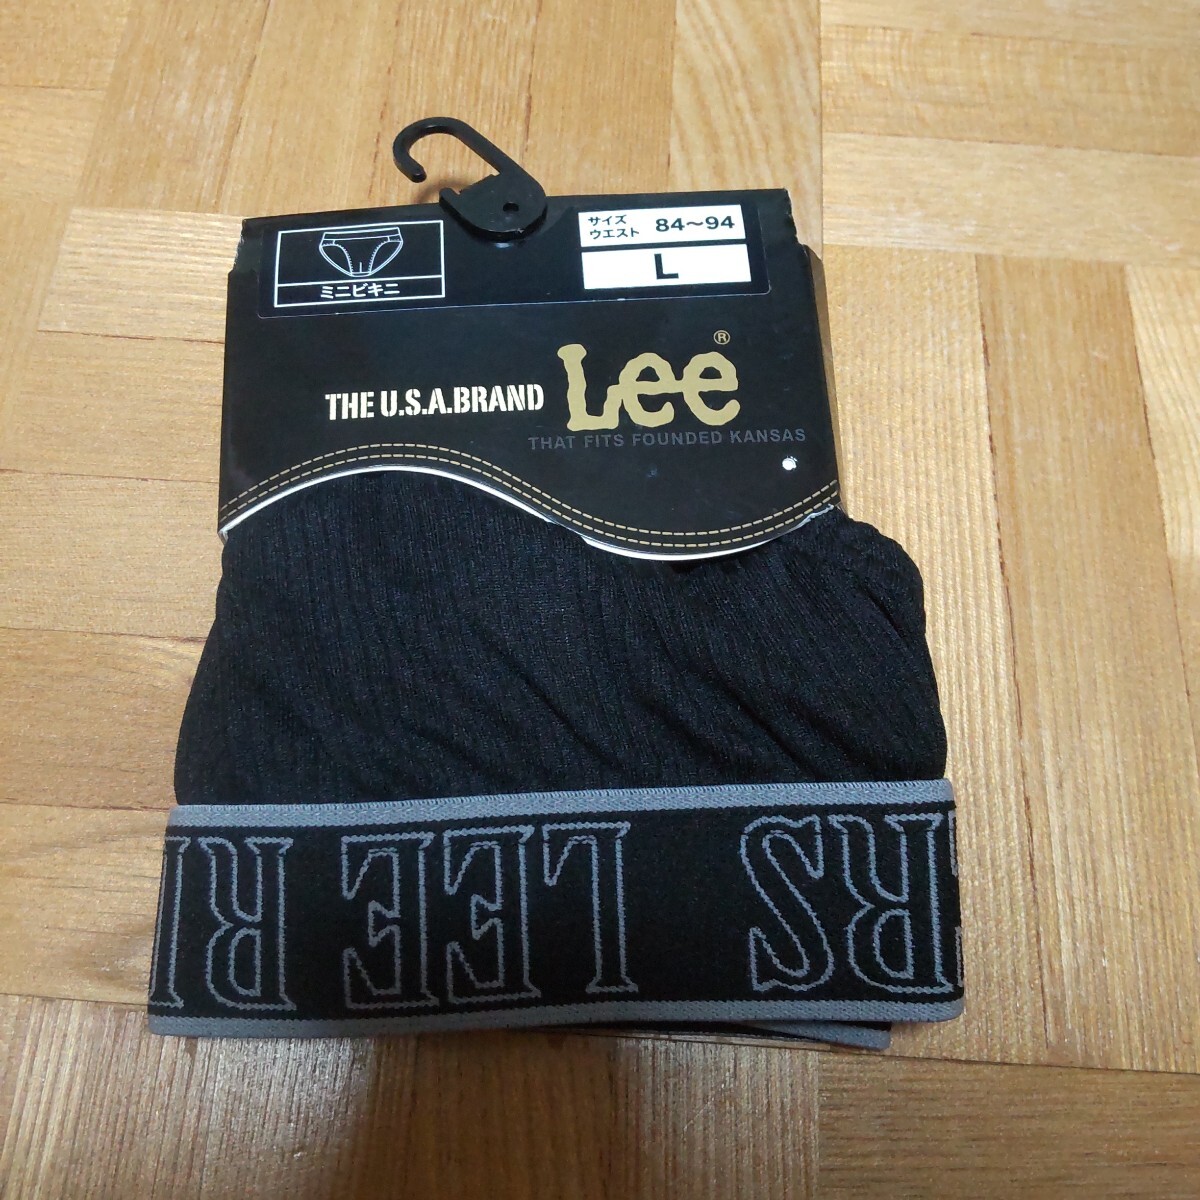 サイズ
ウエスト 84～94
L
ミニビキニ
THE U.S.A.BRAND Lee ®
THAT FITS FOUNDED KANSAS
RS LEE RI